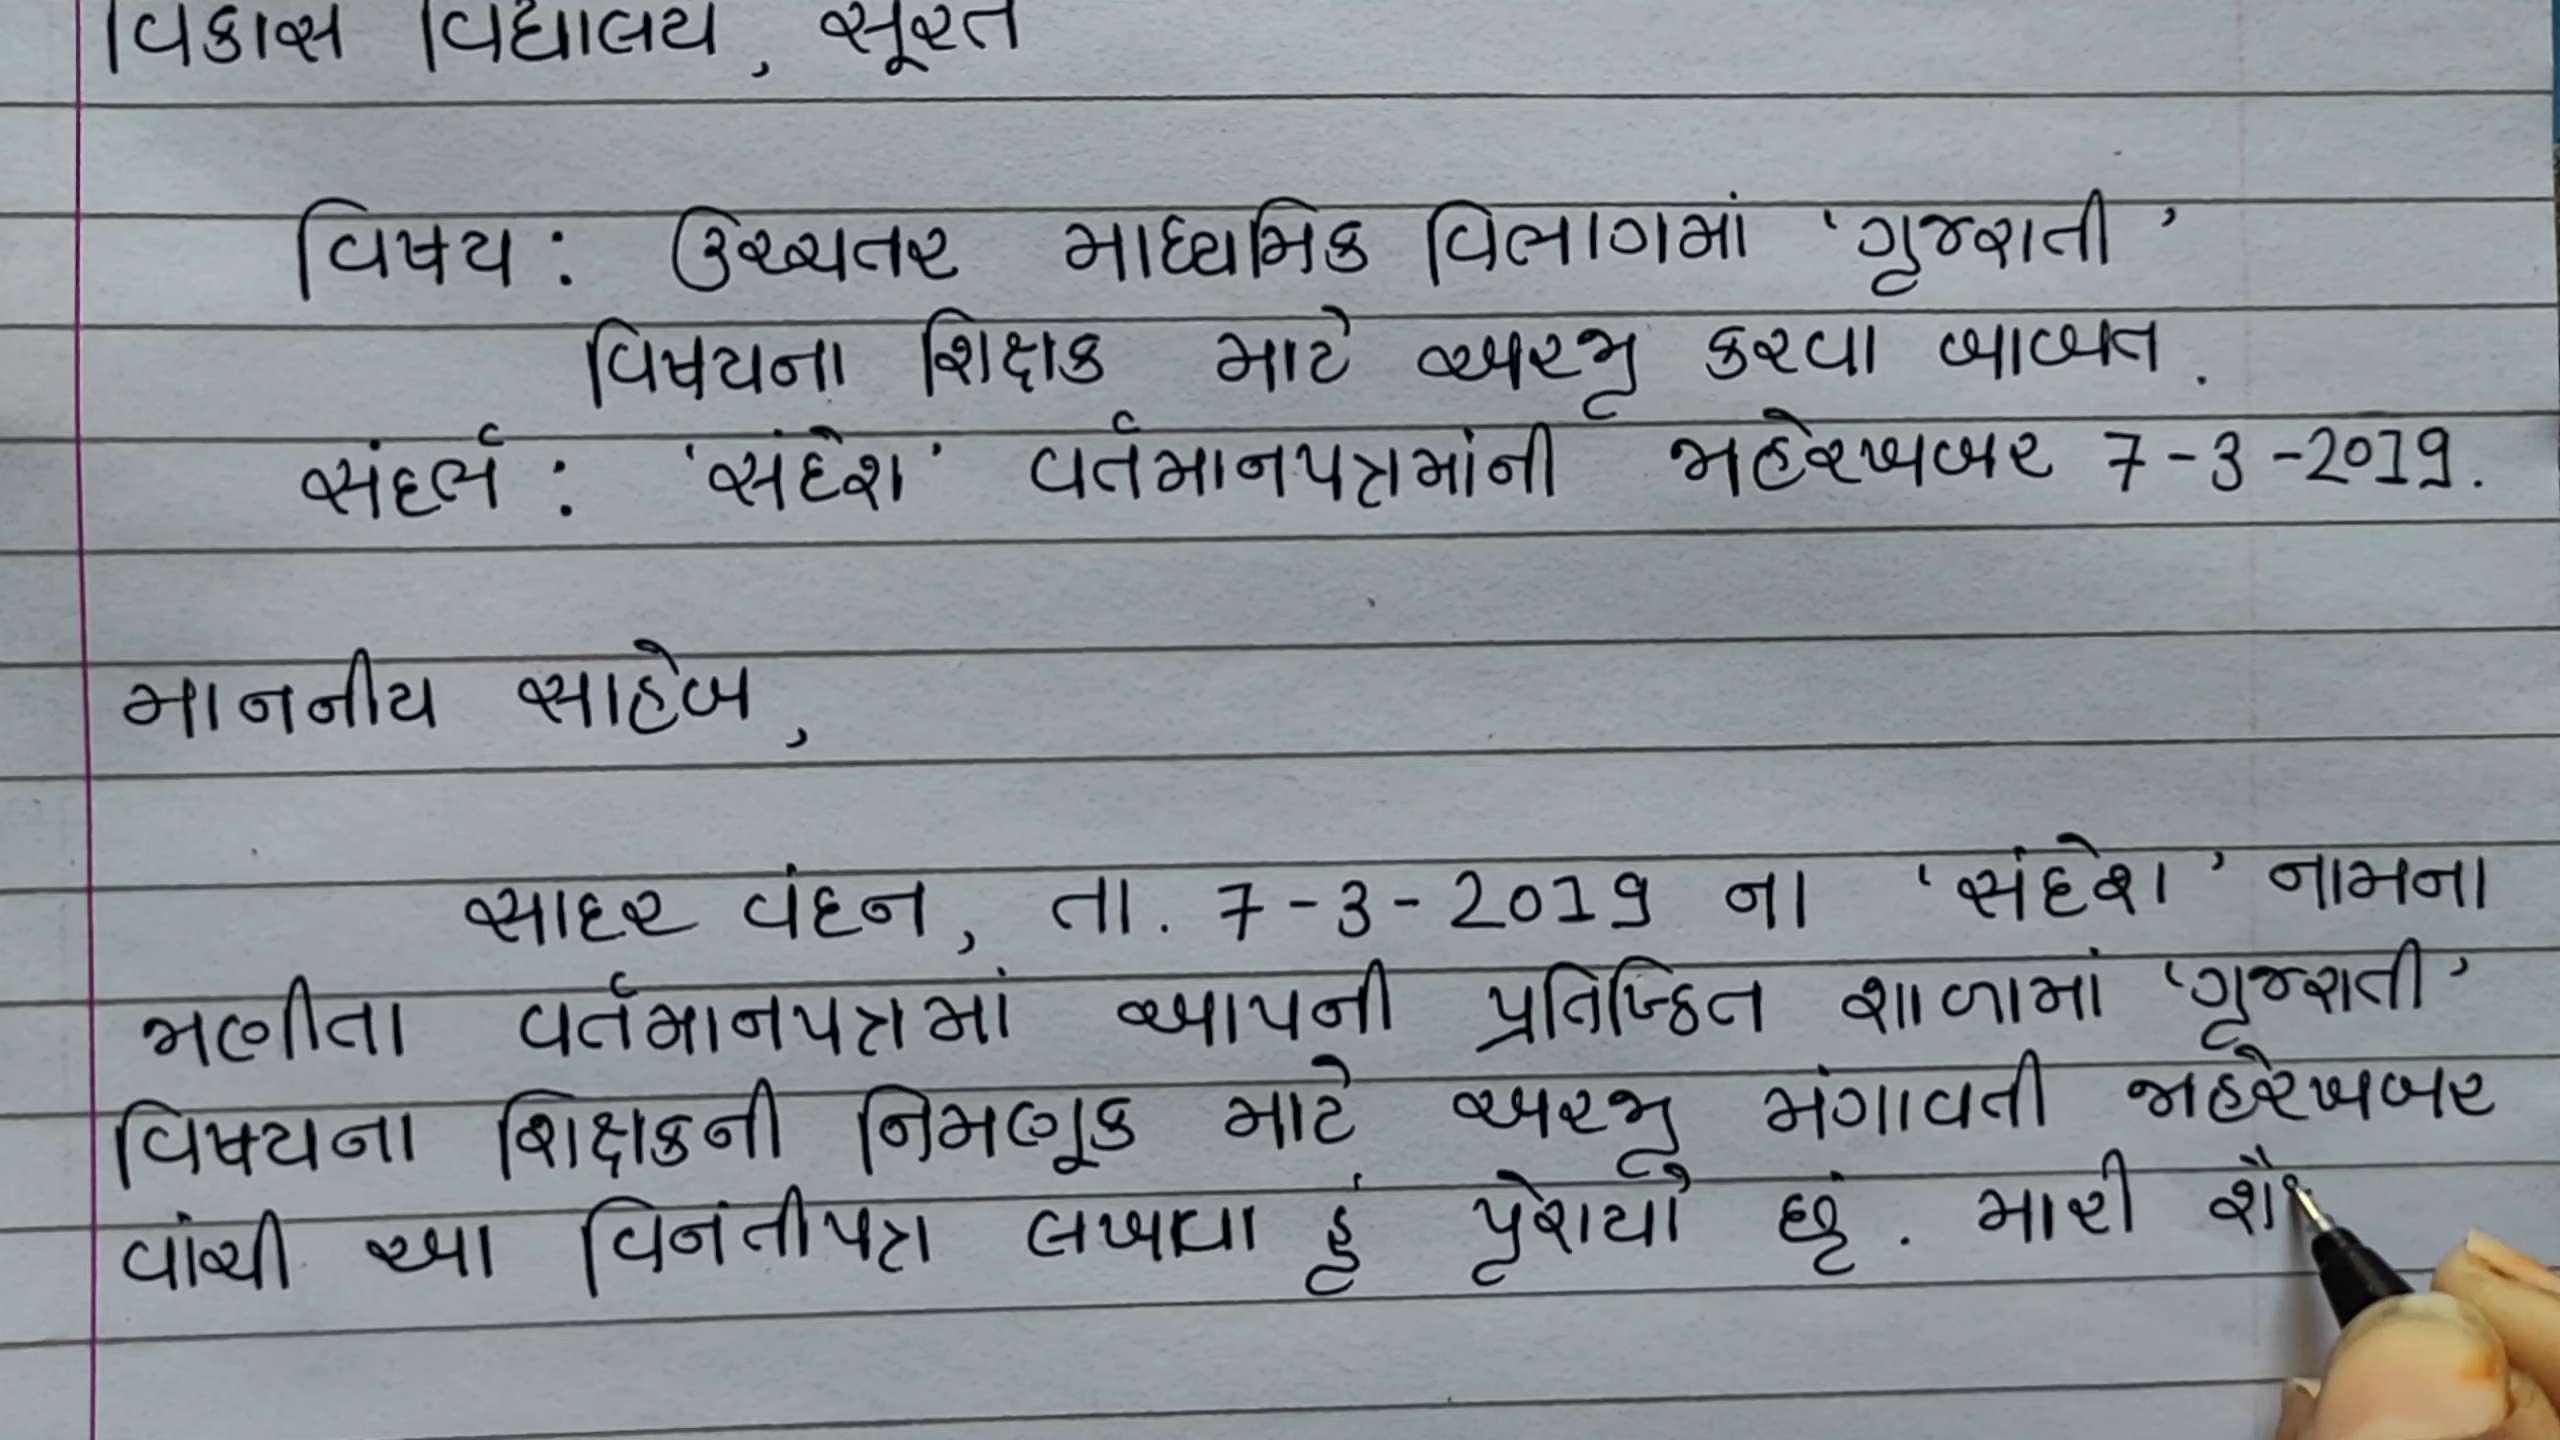 વિકાસ વિદ્યાલય, સૂરત
વિષય : ઉચ્ચતર માધ્યમિક વિભાગમાં 'ગૂજરાતી'
વિષયના શિક્ષક માટે અરજી કરવા બાબત.
સંદર્ભ : 'સંદેશ' વર્તમાનપત્રમાંની જાહેરખબર 7-3-2019.
માનનીય સાહેબ,
સાદર વંદન, તા. 7-3-2019 ના 'સંદેશ' નામના
જાણીતા વર્તમાનપત્રમાં આપની પ્રતિષ્ઠિત શાળામાં 'ગૂજરાતી'
વિષયના શિક્ષકની નિમણૂક માટે અરજી મંગાવતી જાહેરખબર
વાંચી આ વિનંતીપત્ર લખવા હું પ્રેરાયો છું. મારી